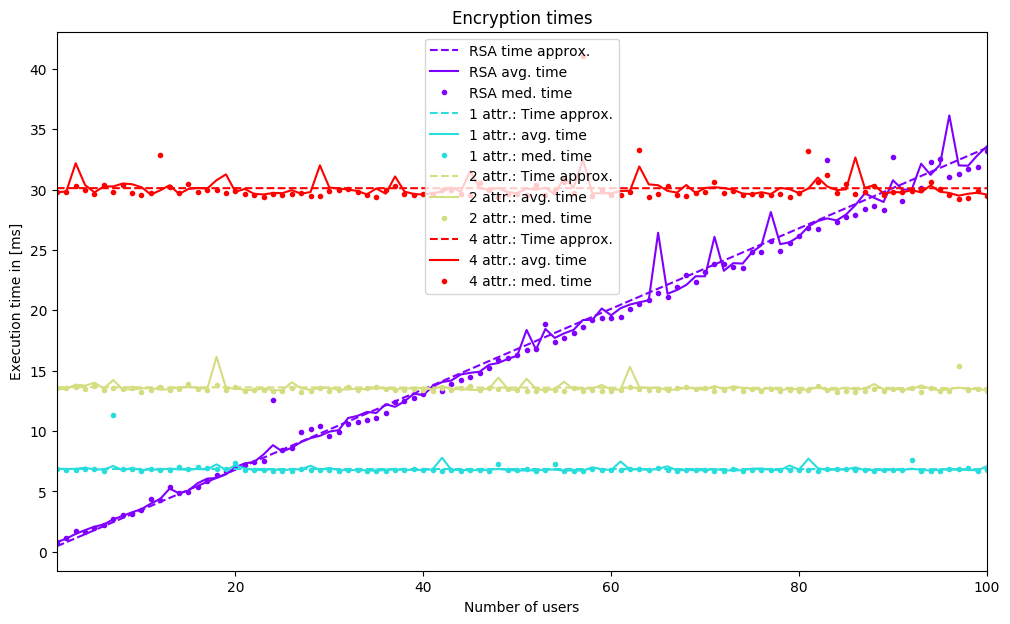 Encryption times
RSA time approx.
RSA avg. time
RSA med. time
1 attr.: Time approx.
1 attr.: avg. time
1 attr.: med. time
2 attr.: Time approx.
2 attr.: avg. time
2 attr.: med. time
4 attr.: Time approx.
4 attr.: avg. time
4 attr.: med. time
Execution time in [ms]
40
35
30
25
20
15
10
5
0
20 40 60 80 100
Number of users